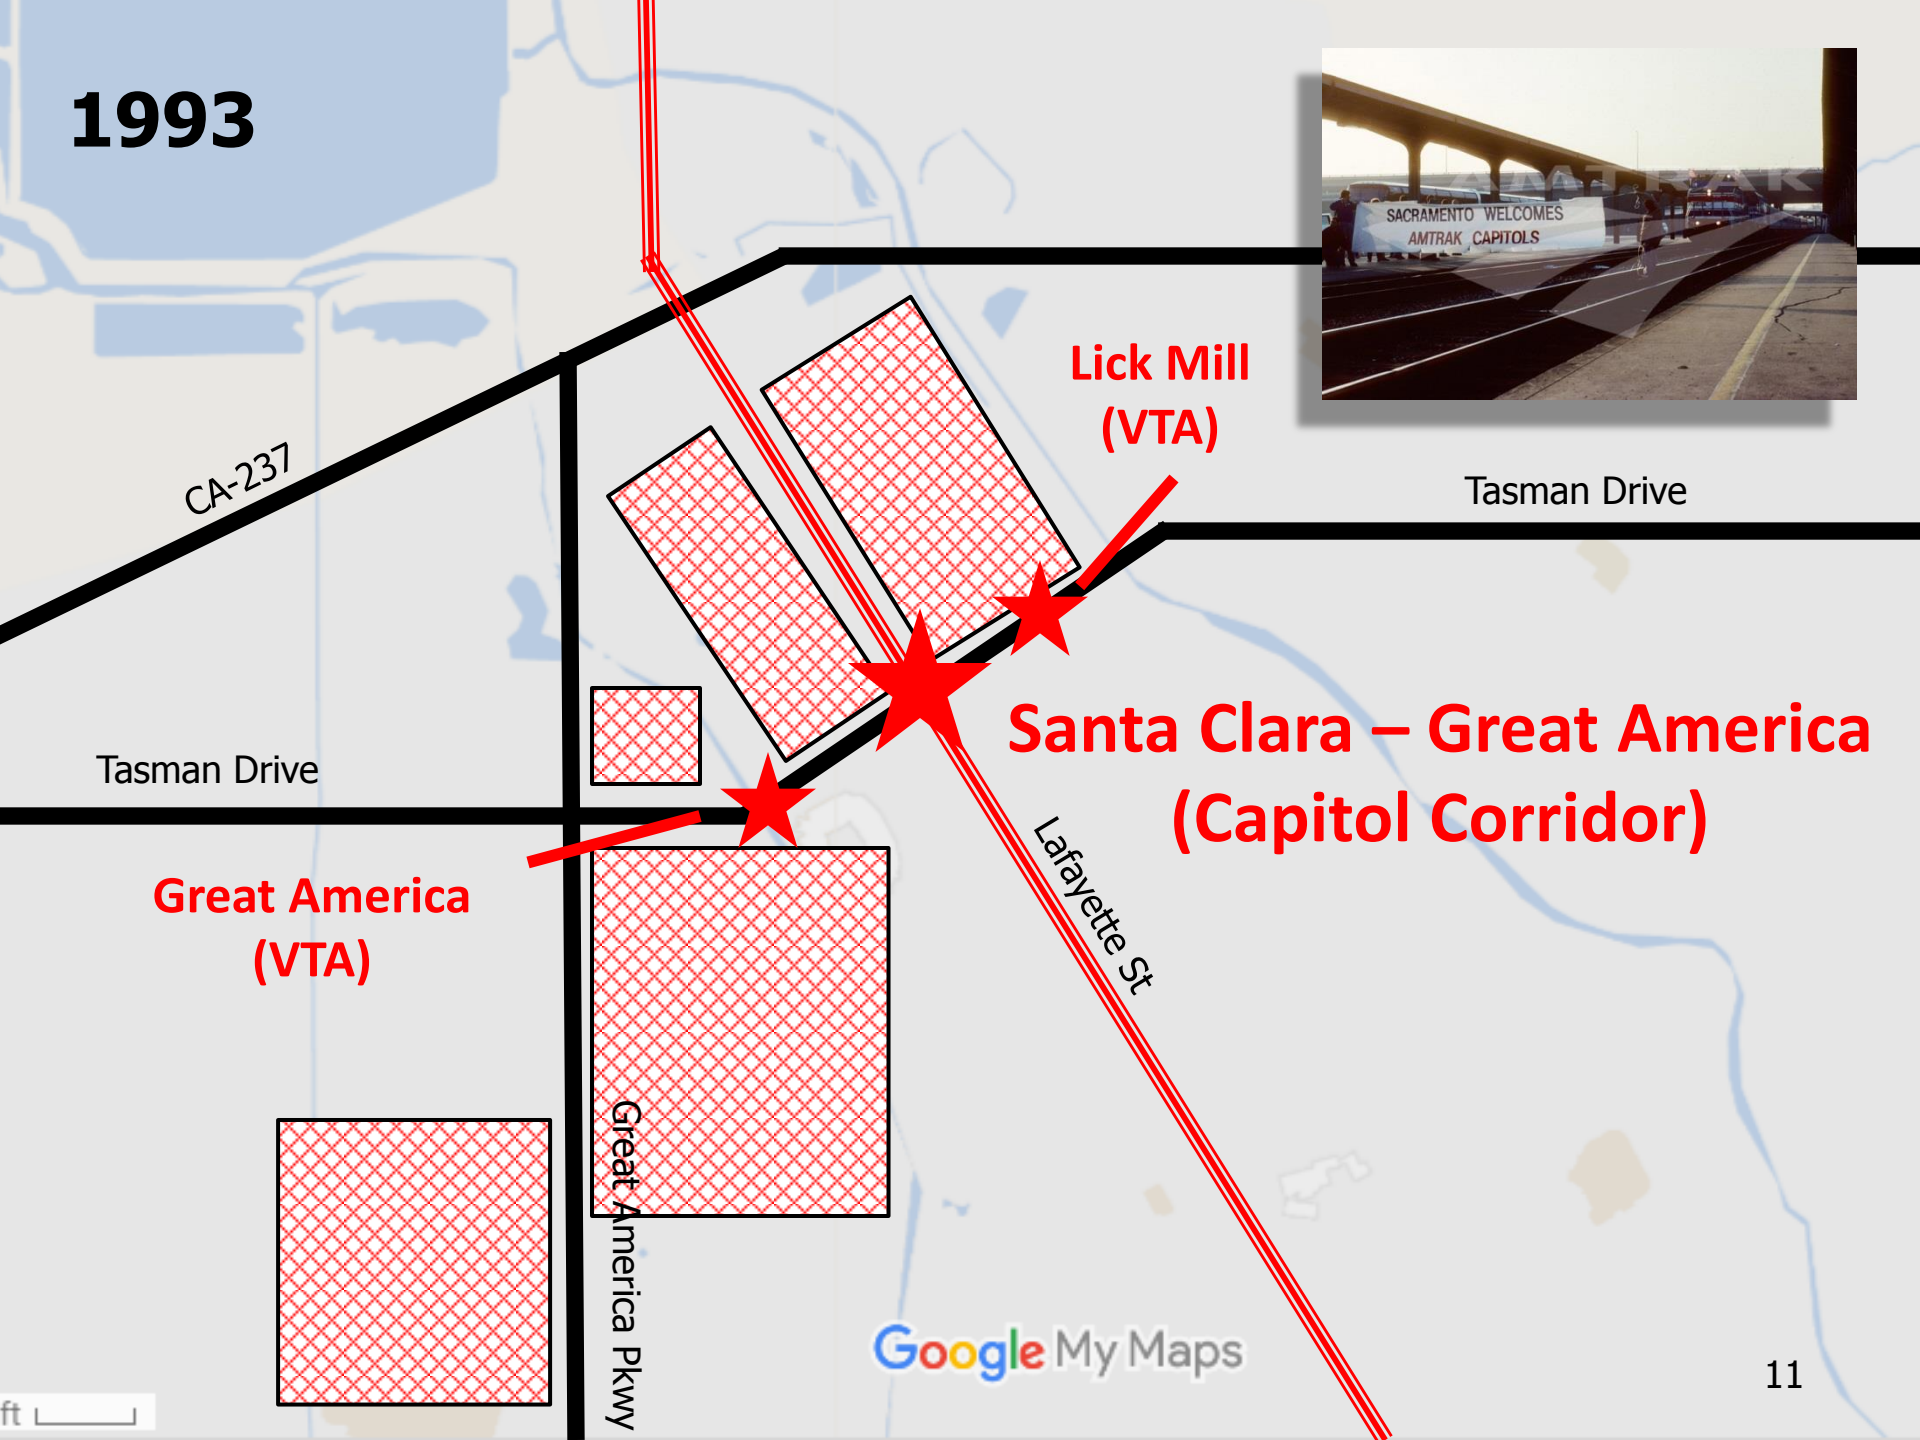 1993
AMTRAK
SACRAMENTO WELCOMES
AMTRAK CAPITOLS
Lick Mill
(VTA)
CA-237
Tasman Drive
Santa Clara – Great America
(Capitol Corridor)
Tasman Drive
Lafayette St
Great America
(VTA)
Great America Pkwy
Google My Maps
11
ft